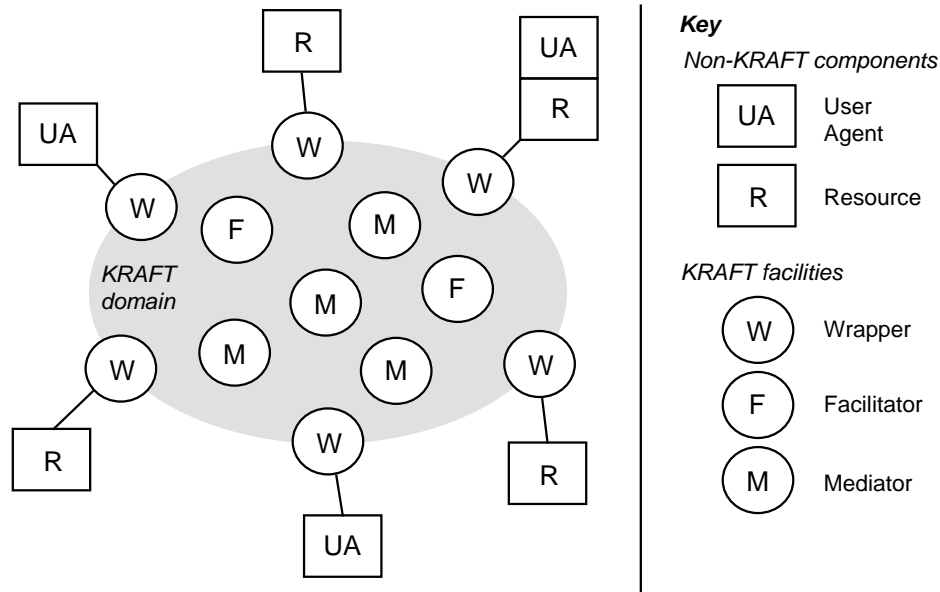 R
UA
R
UA
W
W
W
F
M
KRAFT
domain
F
M
M
M
W
W
W
R
R
UA
Key
Non-KRAFT components
UA
User
Agent
R
Resource
KRAFT facilities
W
Wrapper
F
Facilitator
M
Mediator